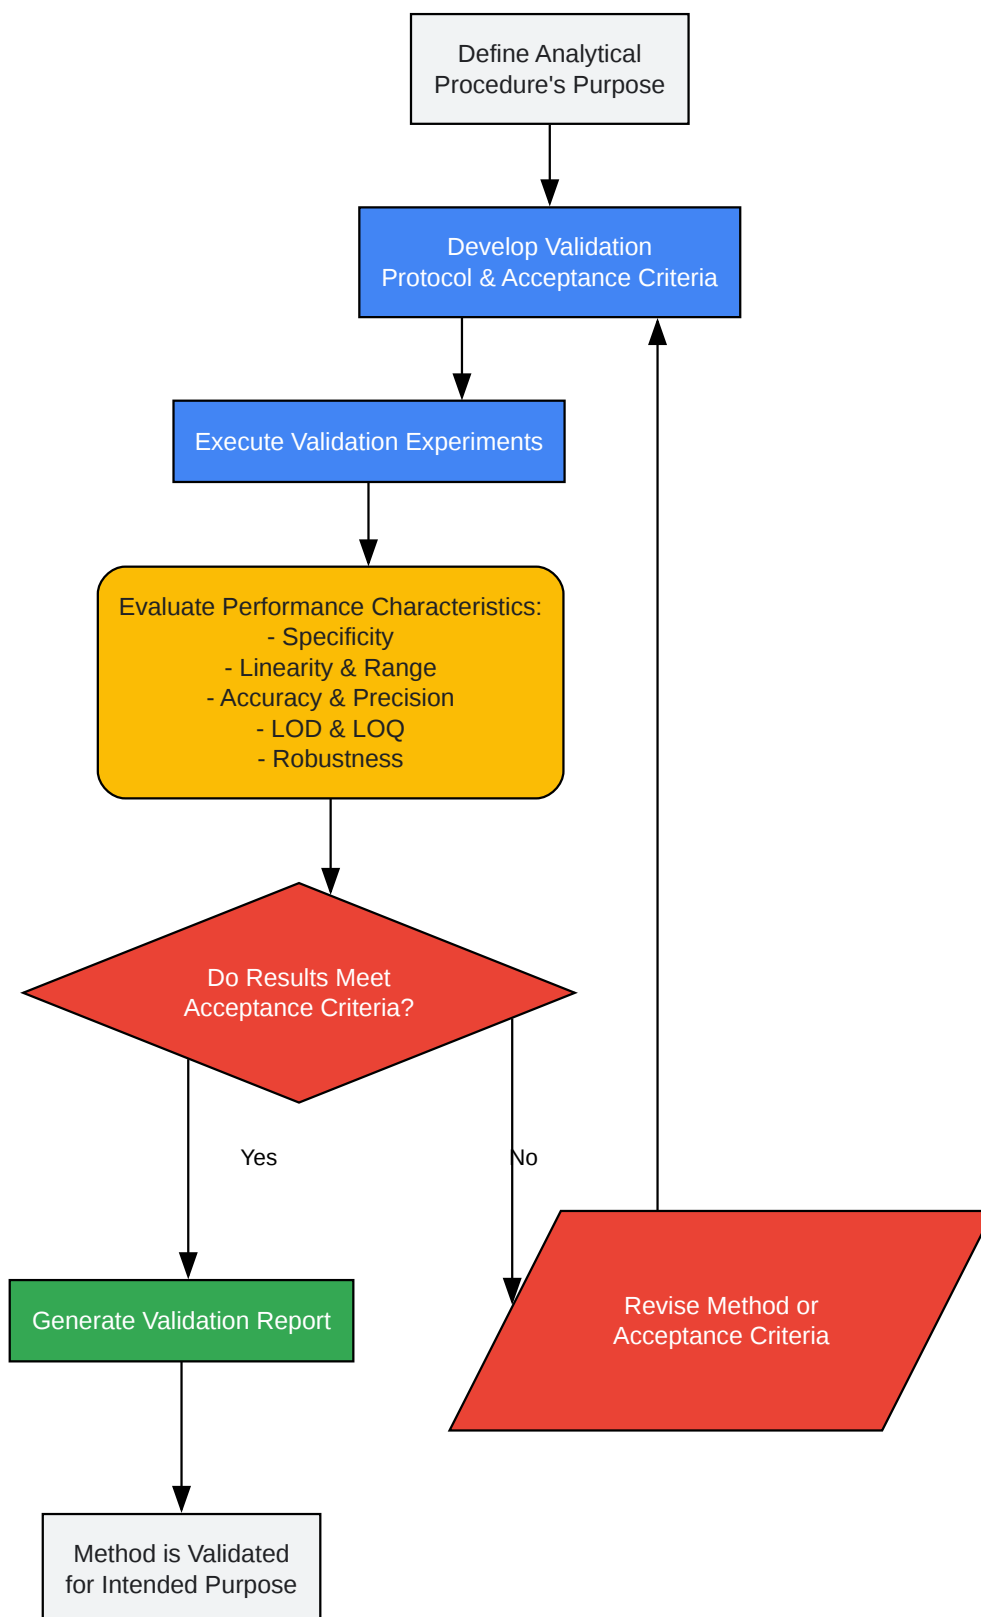 Define Analytical
Procedure's Purpose
Develop Validation
Protocol & Acceptance Criteria
Execute Validation Experiments
Evaluate Performance Characteristics:
- Specificity
- Linearity & Range
- Accuracy & Precision
- LOD & LOQ
- Robustness
Do Results Meet
Acceptance Criteria?
Yes
No
Generate Validation Report
Revise Method or
Acceptance Criteria
Method is Validated
for Intended Purpose